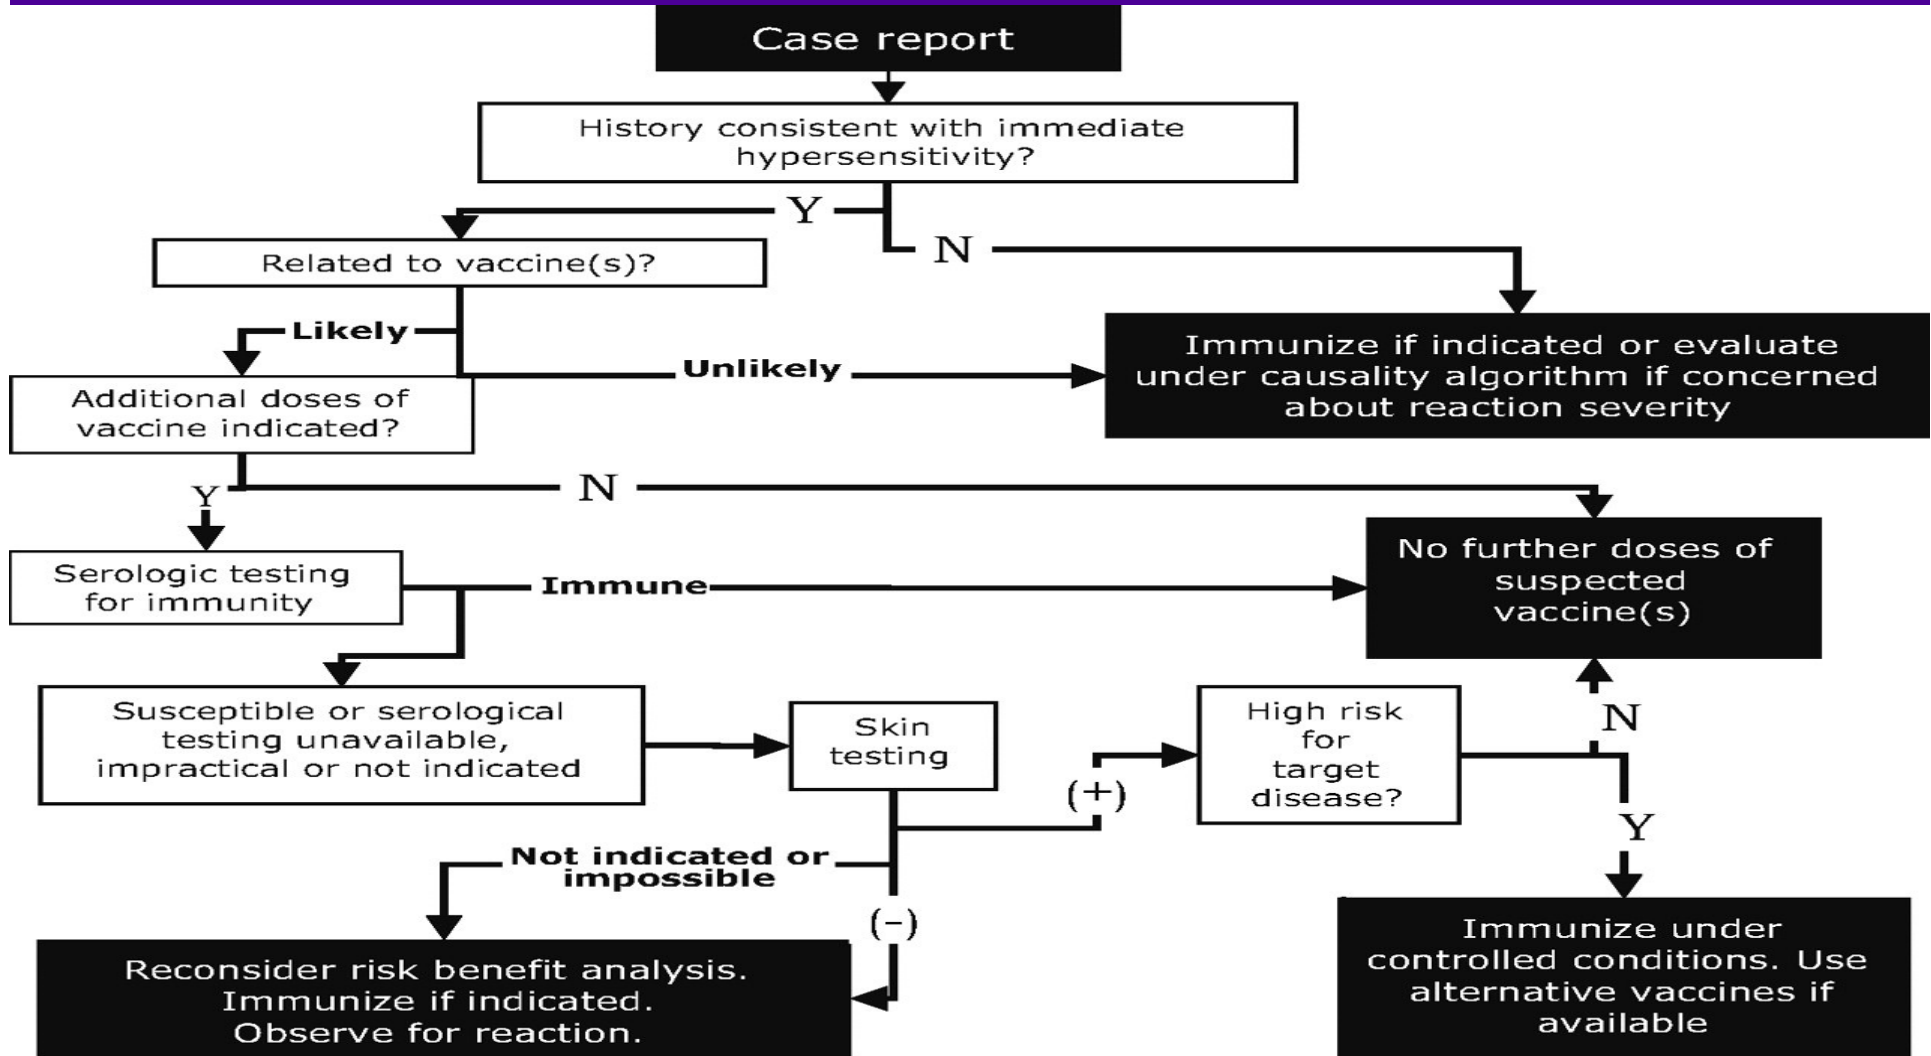 Case report
History consistent with immediate
hypersensitivity?
Y
N
Related to vaccine(s)?
Likely
Unlikely
Immunize if indicated or evaluate
under causality algorithm if concerned
about reaction severity
Additional doses of
vaccine indicated?
Y
N
Serologic testing
for immunity
Immune
No further doses of
suspected
vaccine(s)
Susceptible or serological
testing unavailable,
impractical or not indicated
Skin
testing
(+)
High risk
for
target
disease?
N
Y
Not indicated or
impossible
(-)
Reconsider risk benefit analysis.
Immunize if indicated.
Observe for reaction.
Immunize under
controlled conditions. Use
alternative vaccines if
available